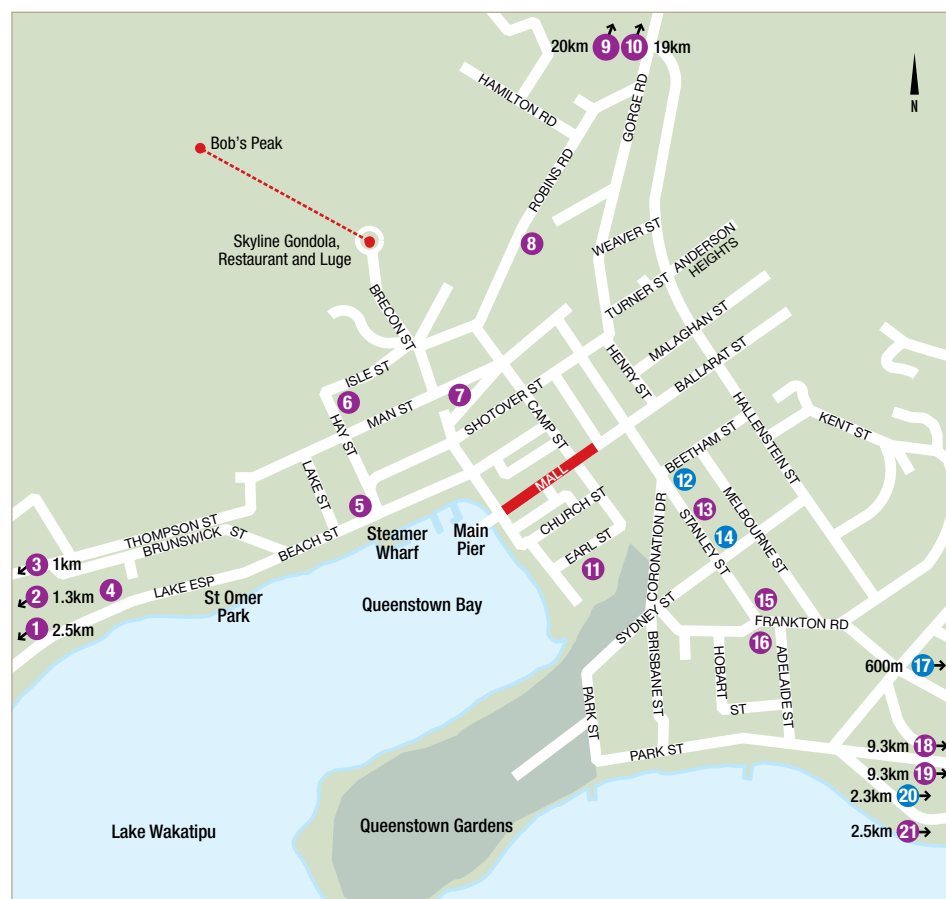 20km 9 10 19km
N
HAMILTON RD
GORGE RD
Bob's Peak
ROBINS RD
8
Skyline Gondola,
Restaurant and Luge
WEAVER ST
ANDERSON
HEIGHTS
TURNER ST
BRECON ST
MALAGHAN ST
HENRY ST
BALLARAT ST
ISLE ST
6
7
MAN ST
SHOTOVER ST
HAY ST
CAMP ST
HALLENSTEIN ST
KENT ST
BEETHAM ST
MALL
12
LAKE ST
5
13
MELBOURNE ST
CHURCH ST
CORONATION DR
STANLEY ST
14
THOMPSON ST
BRUNSWICK ST
BEACH ST
Steamer
Wharf
Main
Pier
EARL ST
11
3 1km
2 1.3km
1 2.5km
4
LAKE ESP
St Omer
Park
Queenstown Bay
SYDNEY ST
15
FRANKTON RD
16
BRISBANE ST
HOBART
ST
ADELAIDE ST
600m 17
PARK ST
PARK ST
9.3km 18
9.3km 19
2.3km 20
2.5km 21
Lake Wakatipu
Queenstown Gardens